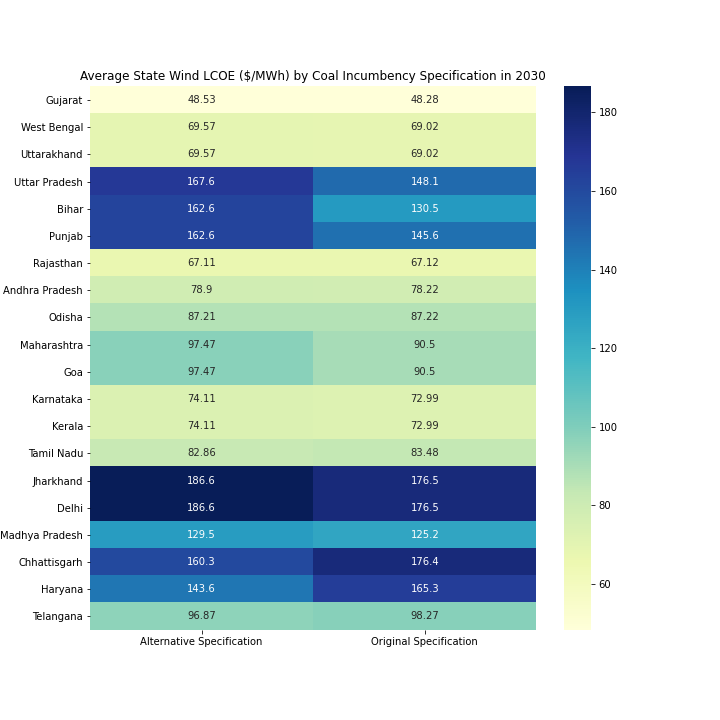 Average State Wind LCOE ($/MWh) by Coal Incumbency Specification in 2030
Gujarat 48.53 48.28
West Bengal 69.57 69.02
Uttarakhand 69.57 69.02
Uttar Pradesh 167.6 148.1
Bihar 162.6 130.5
Punjab 162.6 145.6
Rajasthan 67.11 67.12
Andhra Pradesh 78.9 78.22
Odisha 87.21 87.22
Maharashtra 97.47 90.5
Goa 97.47 90.5
Karnataka 74.11 72.99
Kerala 74.11 72.99
Tamil Nadu 82.86 83.48
Jharkhand 186.6 176.5
Delhi 186.6 176.5
Madhya Pradesh 129.5 125.2
Chhattisgarh 160.3 176.4
Haryana 143.6 165.3
Telangana 96.87 98.27
Alternative Specification Original Specification
180
160
140
120
100
80
60